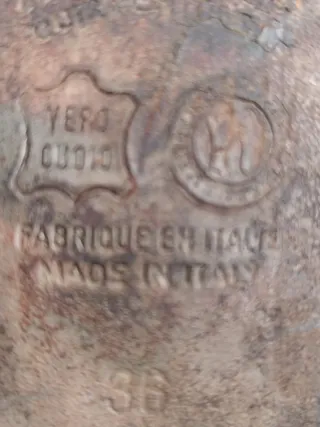 VERO
CUOIO
FABRIQUE EN ITALIE
MADE IN ITALY
36